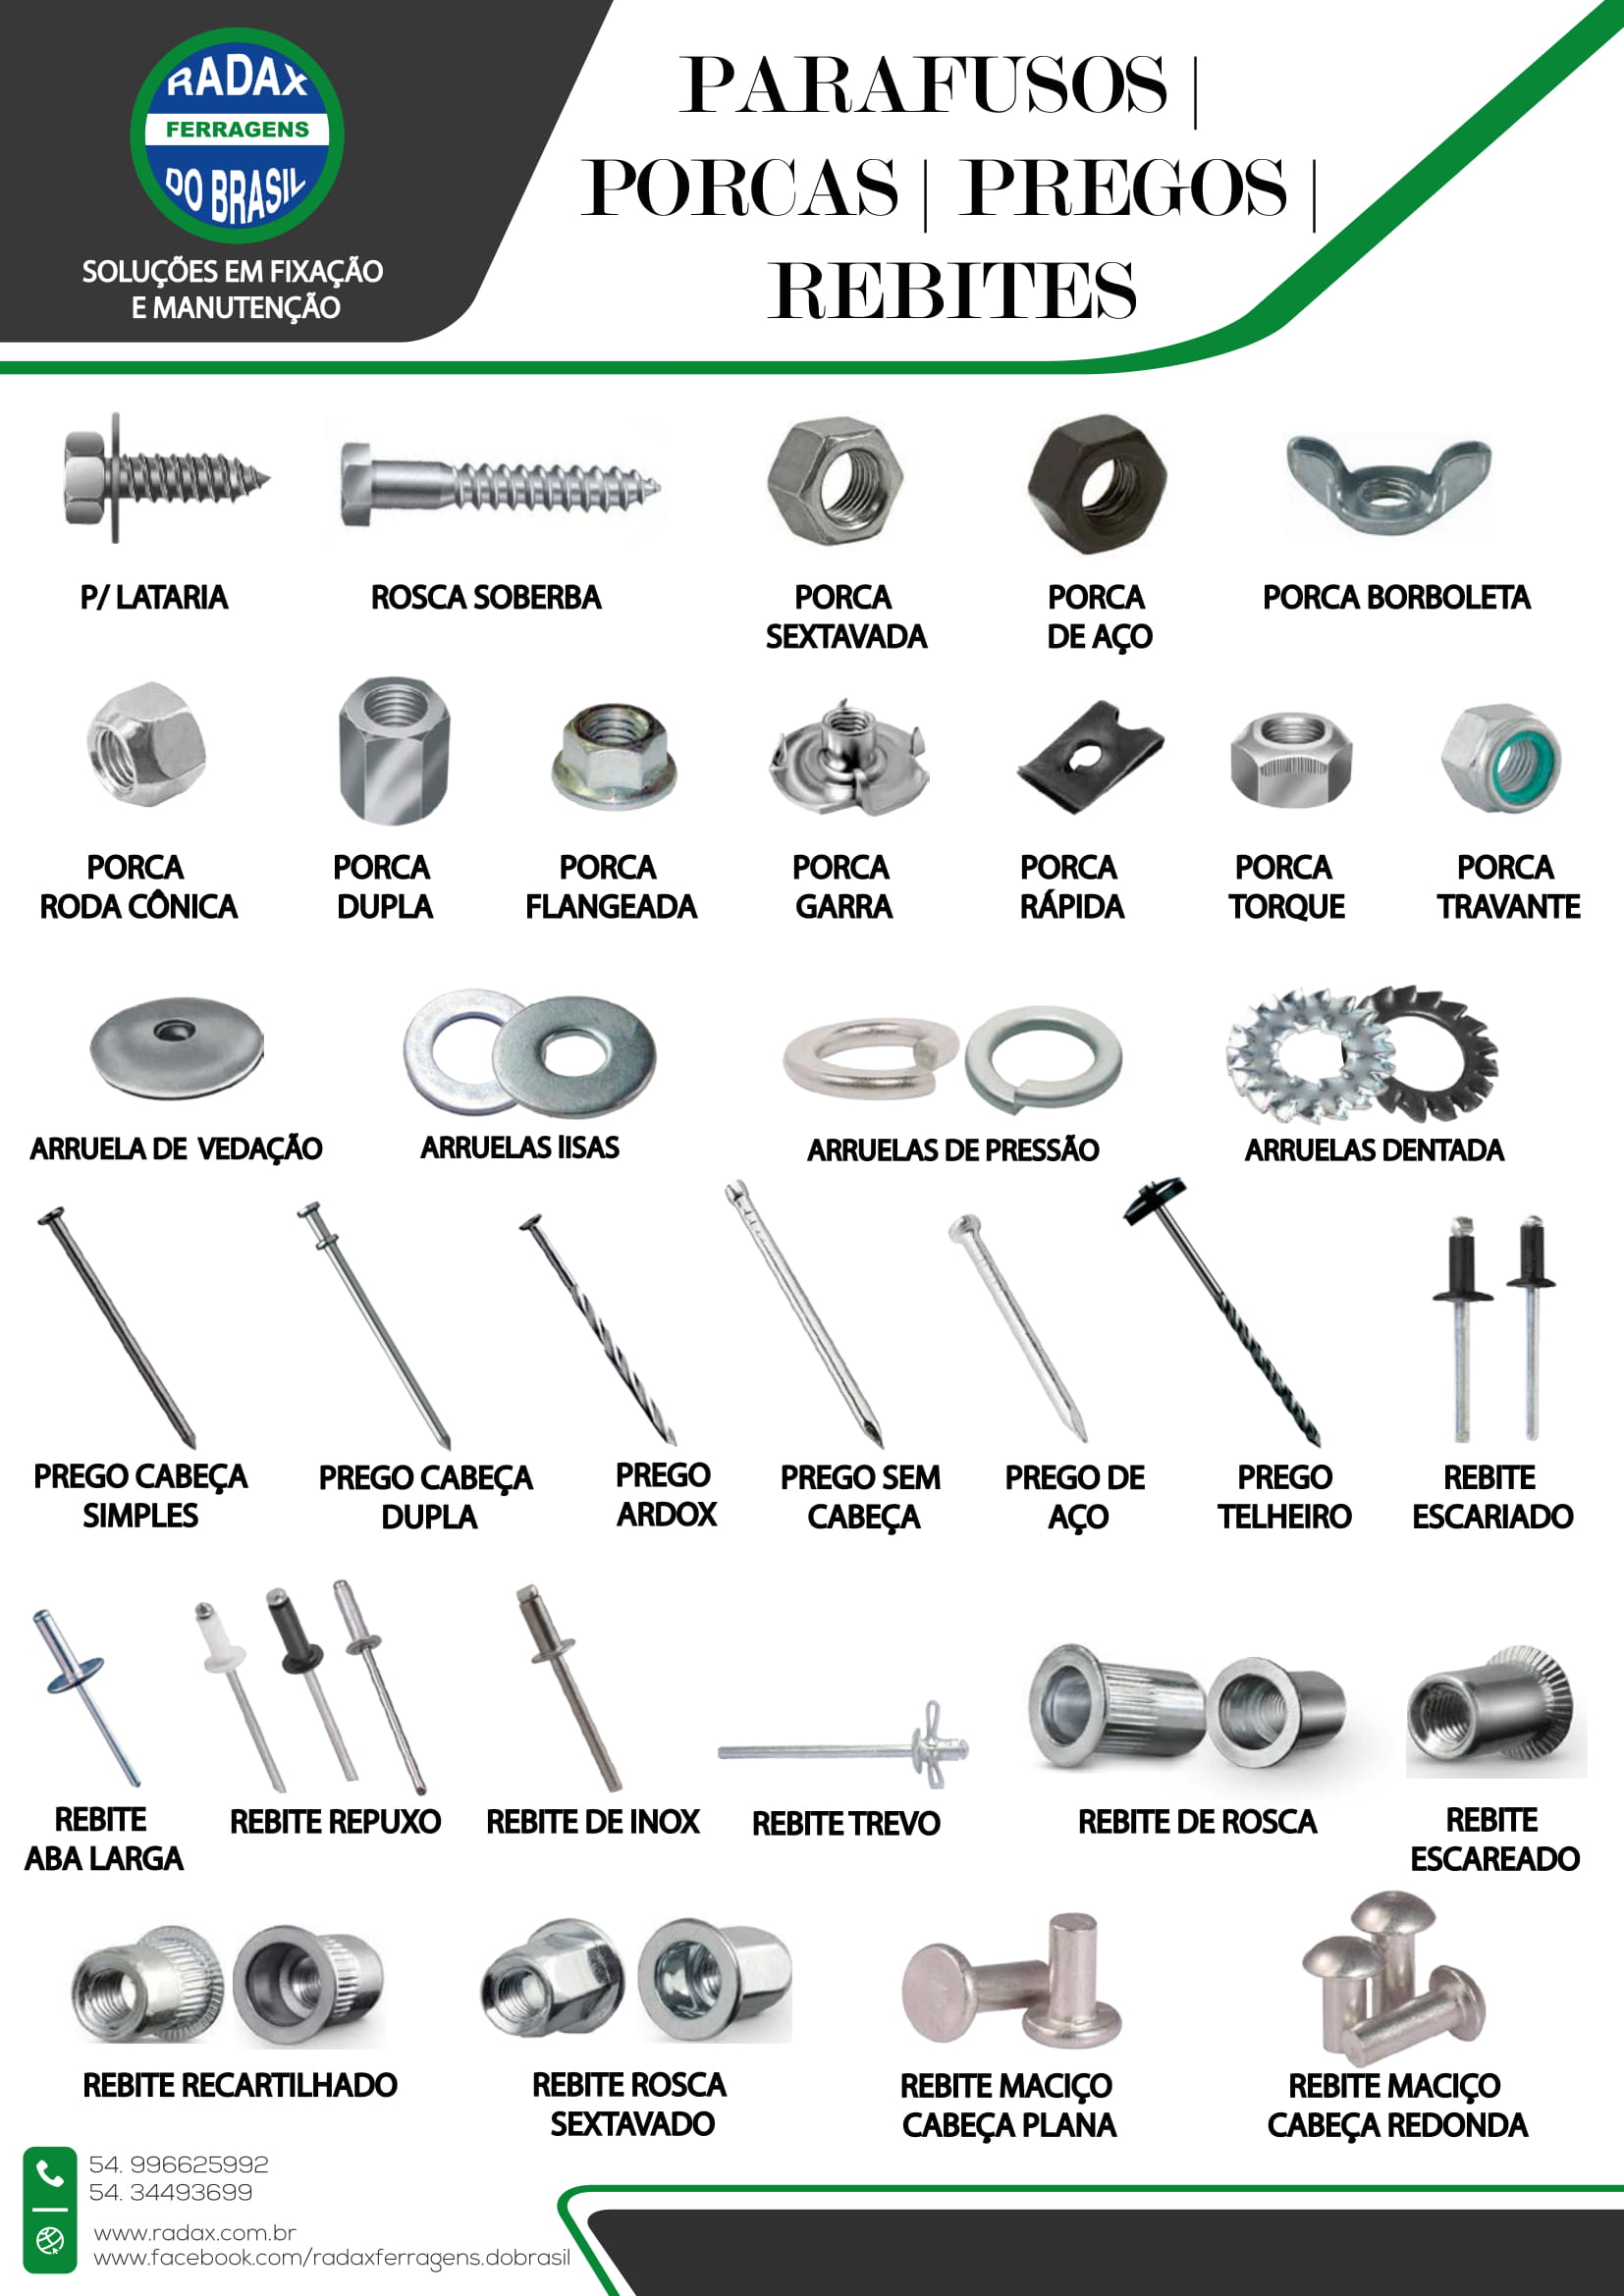 RADAX
FERRAGENS
DO BRASIL
SOLUÇÕES EM FIXAÇÃO
E MANUTENÇÃO
PARAFUSOS |
PORCAS | PREGOS |
REBITES
P/ LATARIA
ROSCA SOBERBA
PORCA
SEXTAVADA
PORCA
DE AÇO
PORCA BORBOLETA
PORCA
RODA CÔNICA
PORCA
DUPLA
PORCA
FLANGEADA
PORCA
GARRA
PORCA
RÁPIDA
PORCA
TORQUE
PORCA
TRAVANTE
ARRUELA DE VEDAÇÃO
ARRUELAS lISAS
ARRUELAS DE PRESSÃO
ARRUELAS DENTADA
PREGO CABEÇA
SIMPLES
PREGO CABEÇA
DUPLA
PREGO
ARDOX
PREGO SEM
CABEÇA
PREGO DE
AÇO
PREGO
TELHEIRO
REBITE
ESCARIADO
REBITE
ABA LARGA
REBITE REPUXO
REBITE DE INOX
REBITE TREVO
REBITE DE ROSCA
REBITE
ESCAREADO
REBITE RECARTILHADO
REBITE ROSCA
SEXTAVADO
REBITE MACIÇO
CABEÇA PLANA
REBITE MACIÇO
CABEÇA REDONDA
54. 996625992
54. 34493699
www.radax.com.br
www.facebook.com/radaxferragens.dobrasil